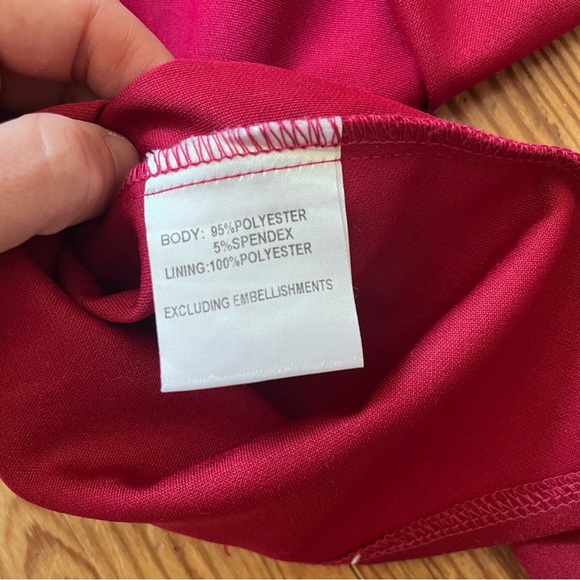 BODY: 95%POLYESTER
5%SPENDEX
LINING:100%POLYESTER
EXCLUDING EMBELLISHMENTS